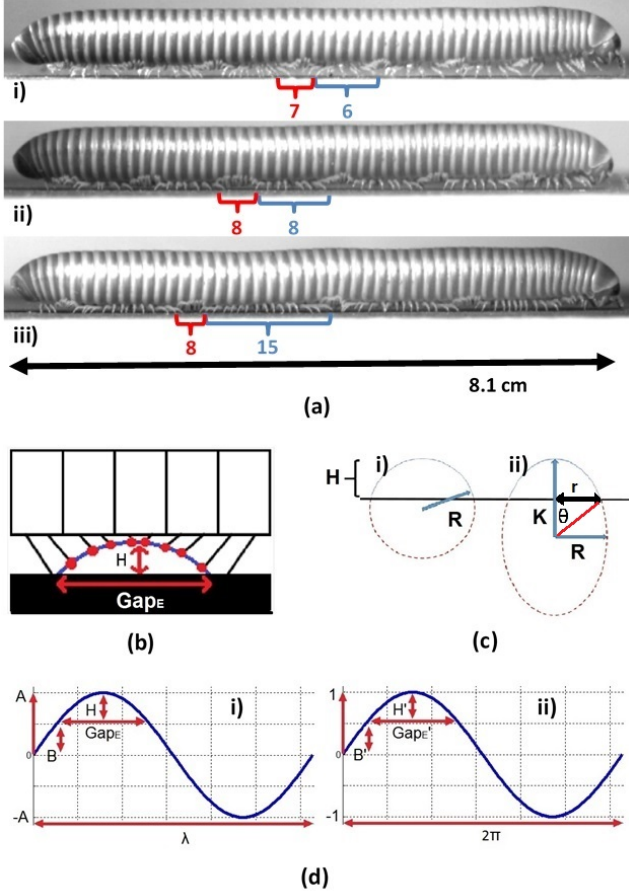 i)
7 6
ii)
8 8
iii)
8 15
8.1 cm
(a)
H
GapE
(b)
i) ii)
H
R
r
K θ
R
(c)
A
H
i)
GapE
B
0
-A
λ
1
H'
ii)
GapE'
B'
0
-1
2π
(d)